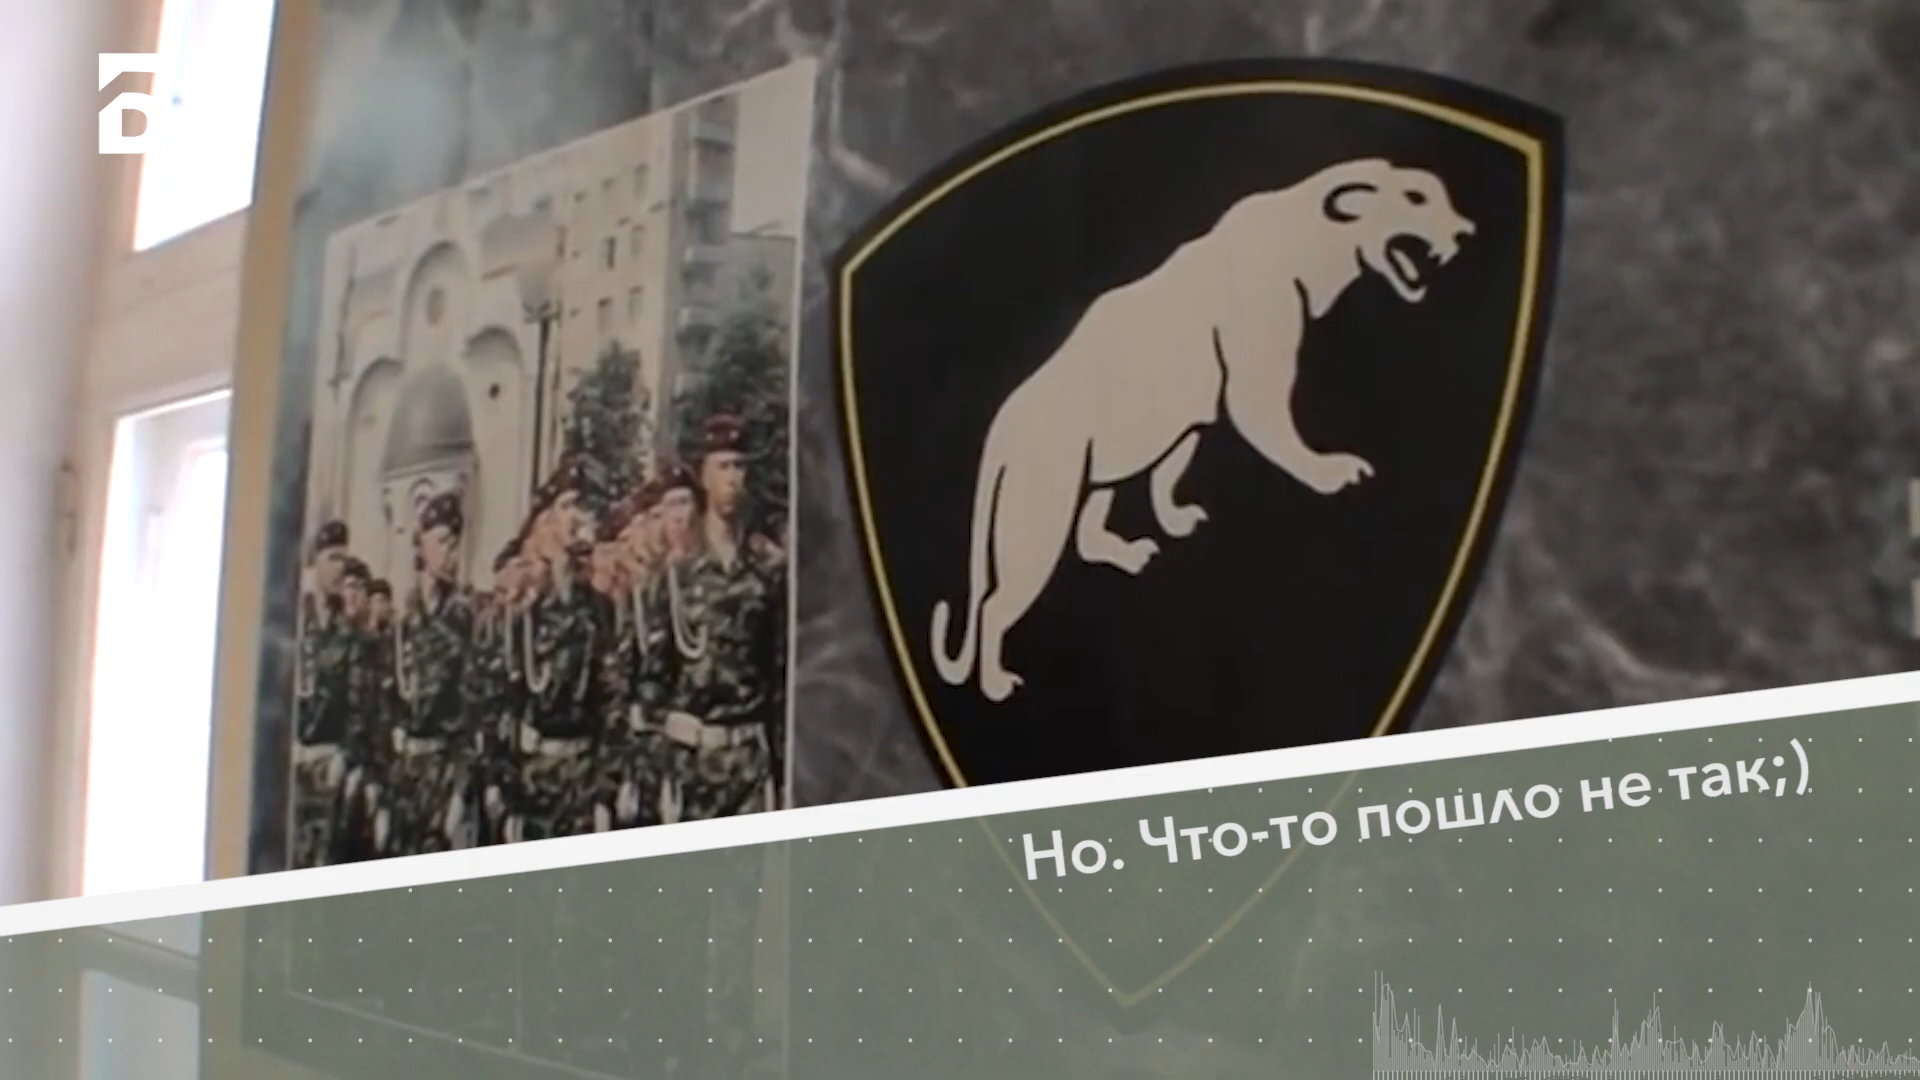 Но. Что-то пошло не так;)